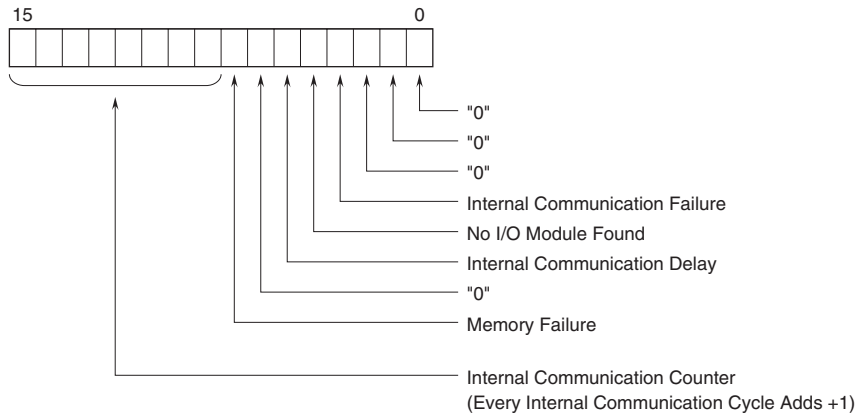 15
0
"0"
"0"
"0"
Internal Communication Failure
No I/O Module Found
Internal Communication Delay
"0"
Memory Failure
Internal Communication Counter
(Every Internal Communication Cycle Adds +1)